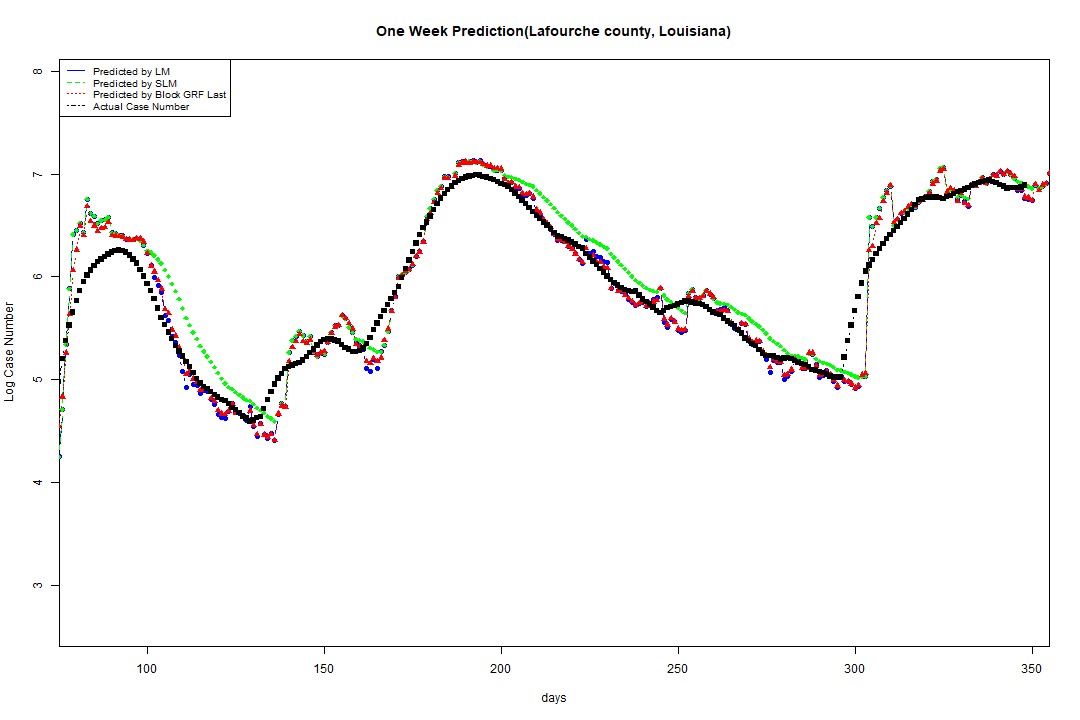 One Week Prediction(Lafourche county, Louisiana)
Predicted by LM
Predicted by SLM
Predicted by Block GRF Last
Actual Case Number
8
7
6
5
4
3
Log Case Number
100 150 200 250 300 350
days